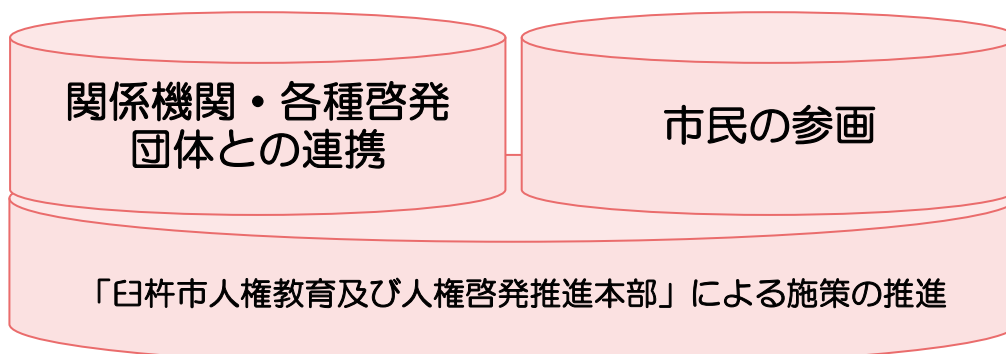 関係機関・各種啓発
団体との連携
市民の参画
「臼杵市人権教育及び人権啓発推進本部」による施策の推進